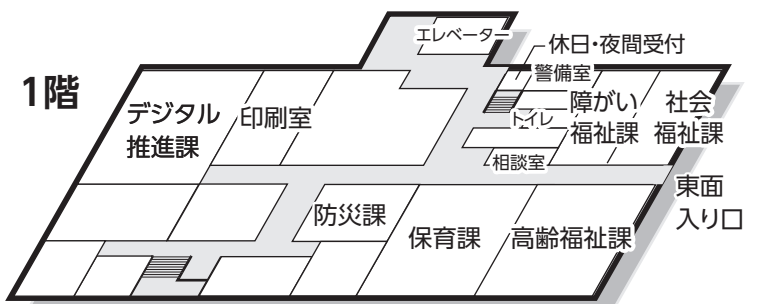 エレベーター
休日・夜間受付
1階
警備室
デジタル
推進課
印刷室
障がい
福祉課
社会
福祉課
トイレ
相談室
東面
入り口
防災課
保育課
高齢福祉課